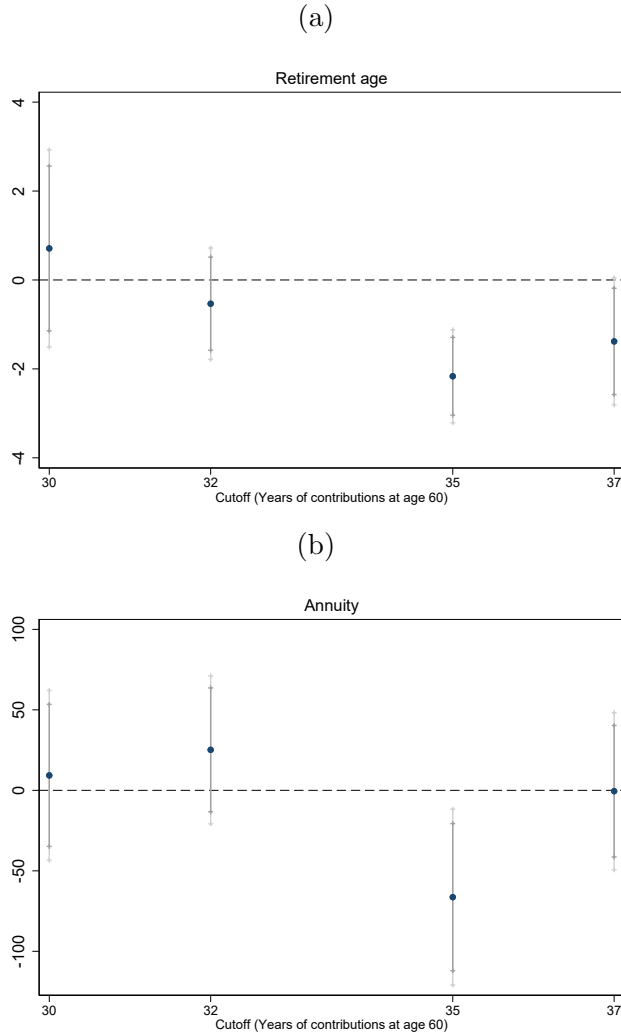 (a)
Retirement age
4
2
0
-2
-4
30 32 35 37
Cutoff (Years of contributions at age 60)
(b)
Annuity
100
50
0
-50
-100
30 32 35 37
Cutoff (Years of contributions at age 60)